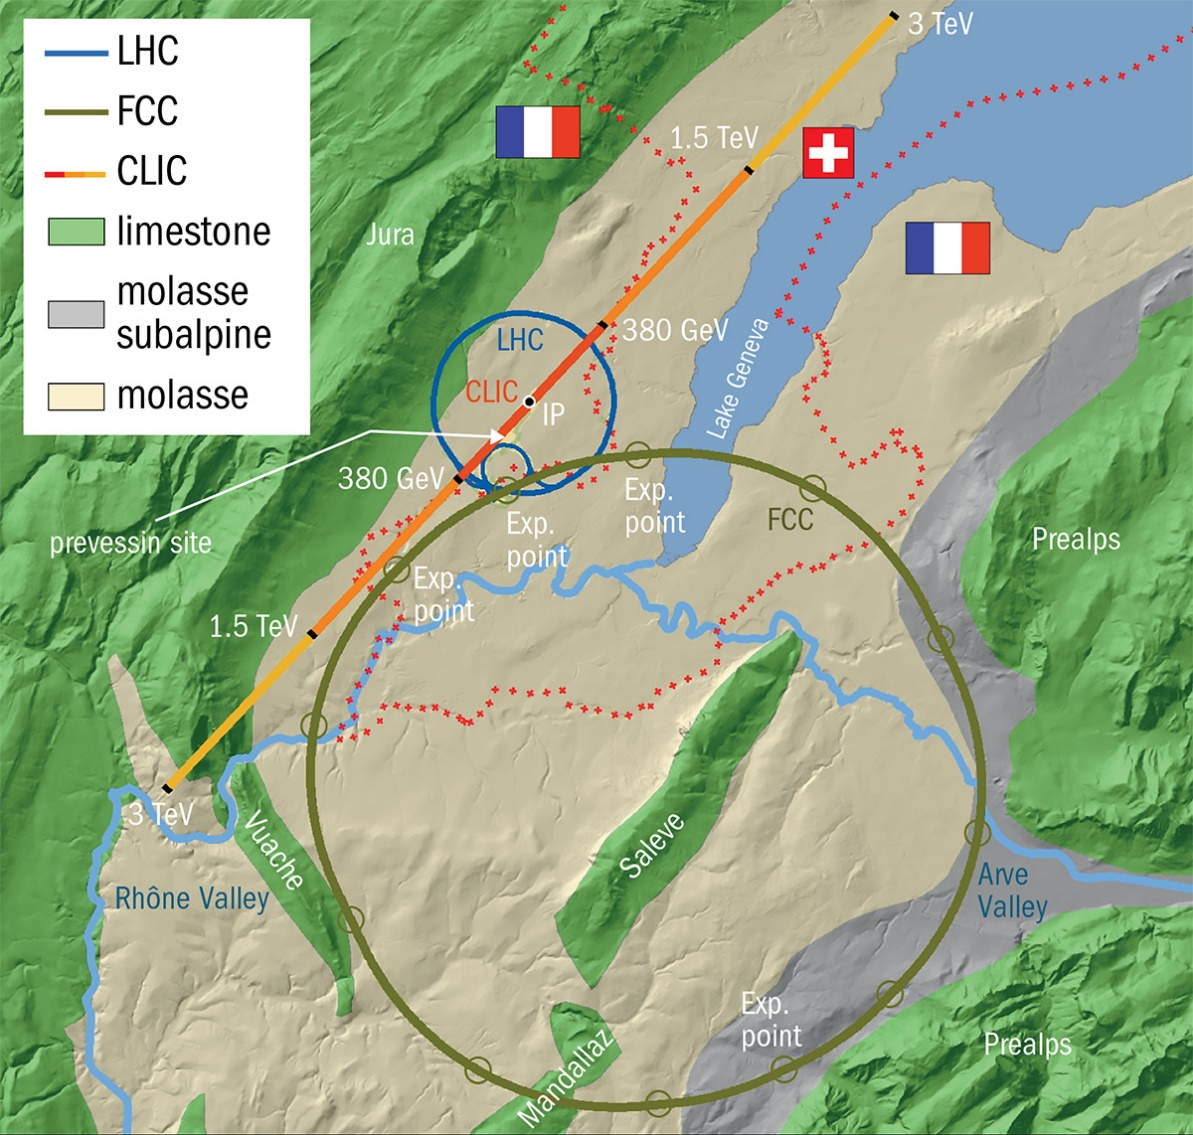 LHC
FCC
CLIC
limestone
molasse
subalpine
molasse
3 TeV
1.5 TeV
Jura
380 GeV
LHC
CLIC
IP
Lake Geneva
380 GeV
prevessin site
Exp.
point
Exp.
point
Exp.
point
FCC
Prealps
1.5 TeV
3 TeV
Vuache
Saleve
Rhône Valley
Arve
Valley
Exp.
point
Prealps
Mandallaz